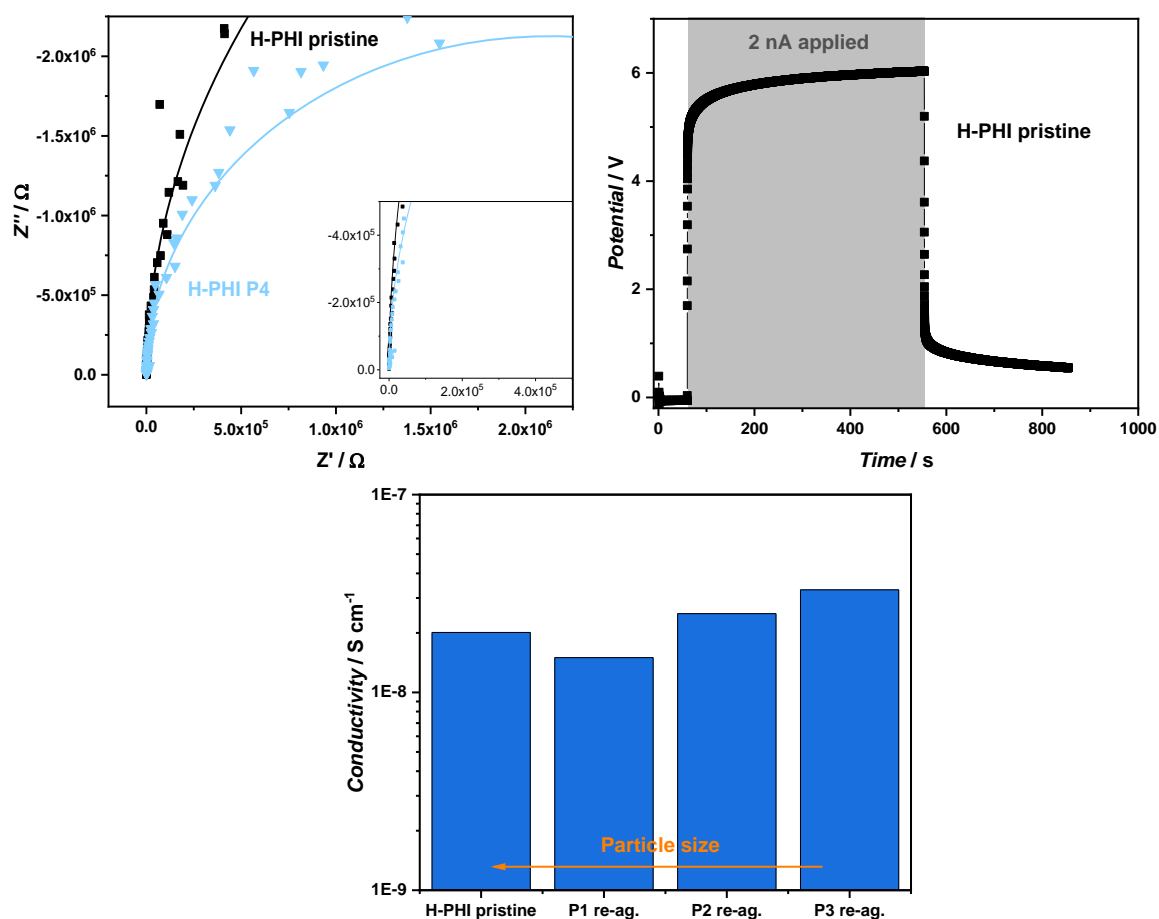 -2.0x10⁶
-1.5x10⁶
-1.0x10⁶
-5.0x10⁵
0.0
Z'' / Ω
H-PHI pristine
H-PHI P4
-4.0x10⁵
-2.0x10⁵
0.0
0.0
2.0x10⁵
4.0x10⁵
0.0
5.0x10⁵
1.0x10⁶
1.5x10⁶
2.0x10⁶
Z' / Ω
8
6
4
2
0
Potential / V
2 nA applied
H-PHI pristine
0
200
400
600
800
1000
Time / s
1E-7
1E-8
1E-9
Conductivity / S cm⁻¹
Particle size
H-PHI pristine
P1 re-ag.
P2 re-ag.
P3 re-ag.